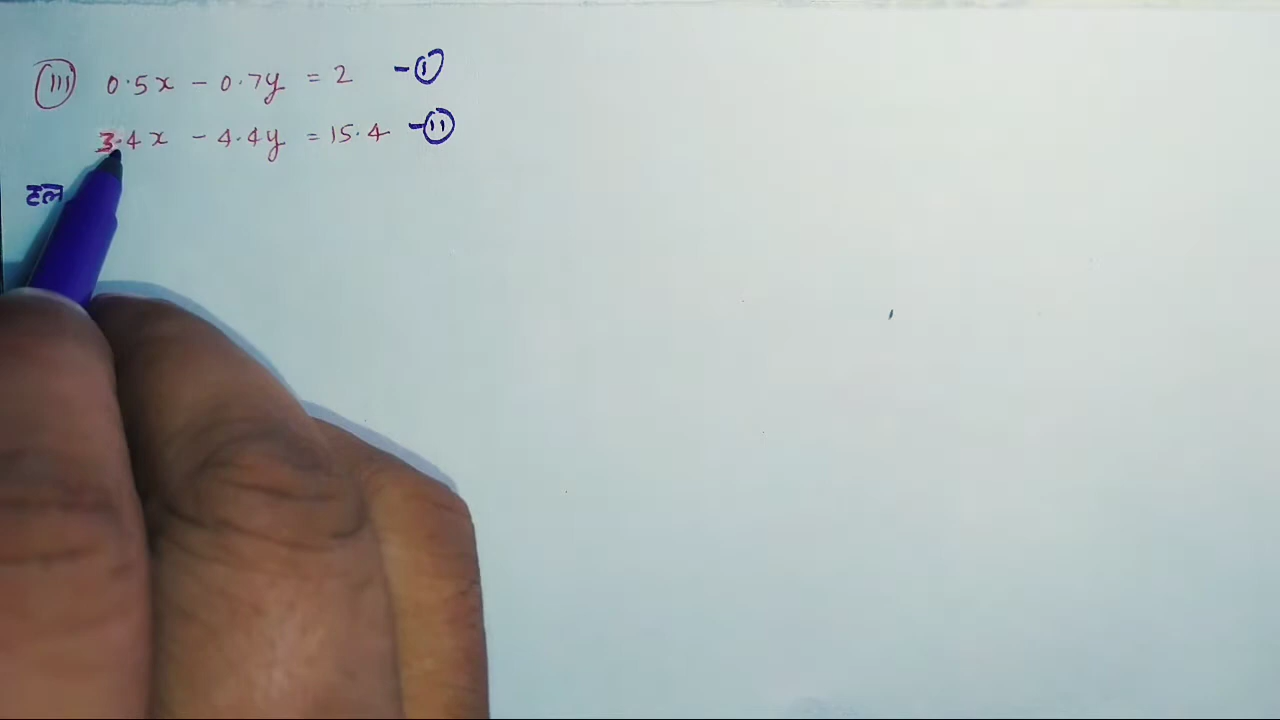 (III) 0.5x - 0.7y = 2 -(I)
3.4x - 4.4y = 15.4 -(II)
हल